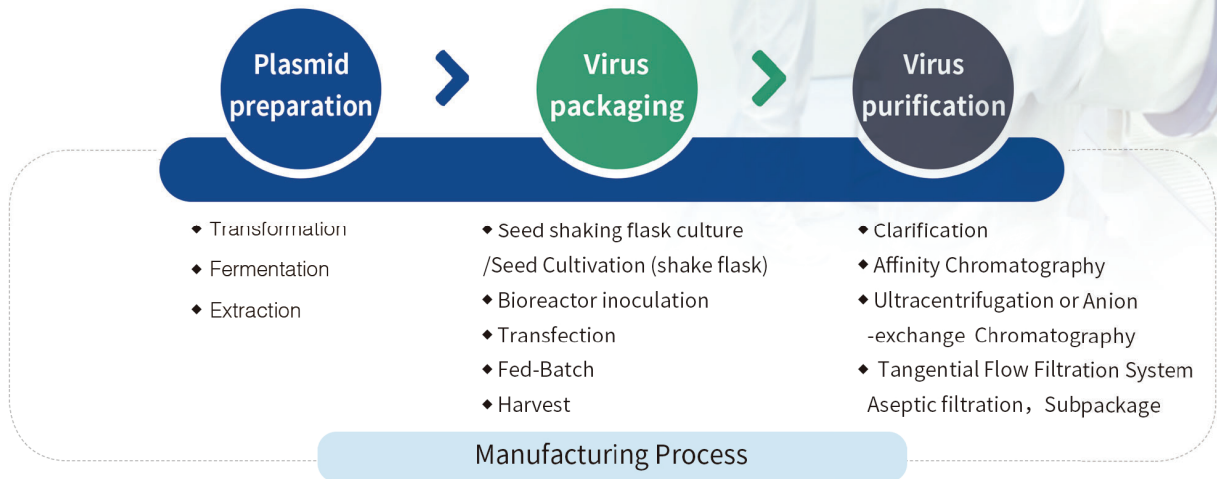 Plasmid
preparation
Virus
packaging
Virus
purification
◆ Transformation
◆ Fermentation
◆ Extraction
◆ Seed shaking flask culture
/Seed Cultivation (shake flask)
◆ Bioreactor inoculation
◆ Transfection
◆ Fed-Batch
◆ Harvest
◆ Clarification
◆ Affinity Chromatography
◆ Ultracentrifugation or Anion
-exchange Chromatography
◆ Tangential Flow Filtration System
Aseptic filtration，Subpackage
Manufacturing Process